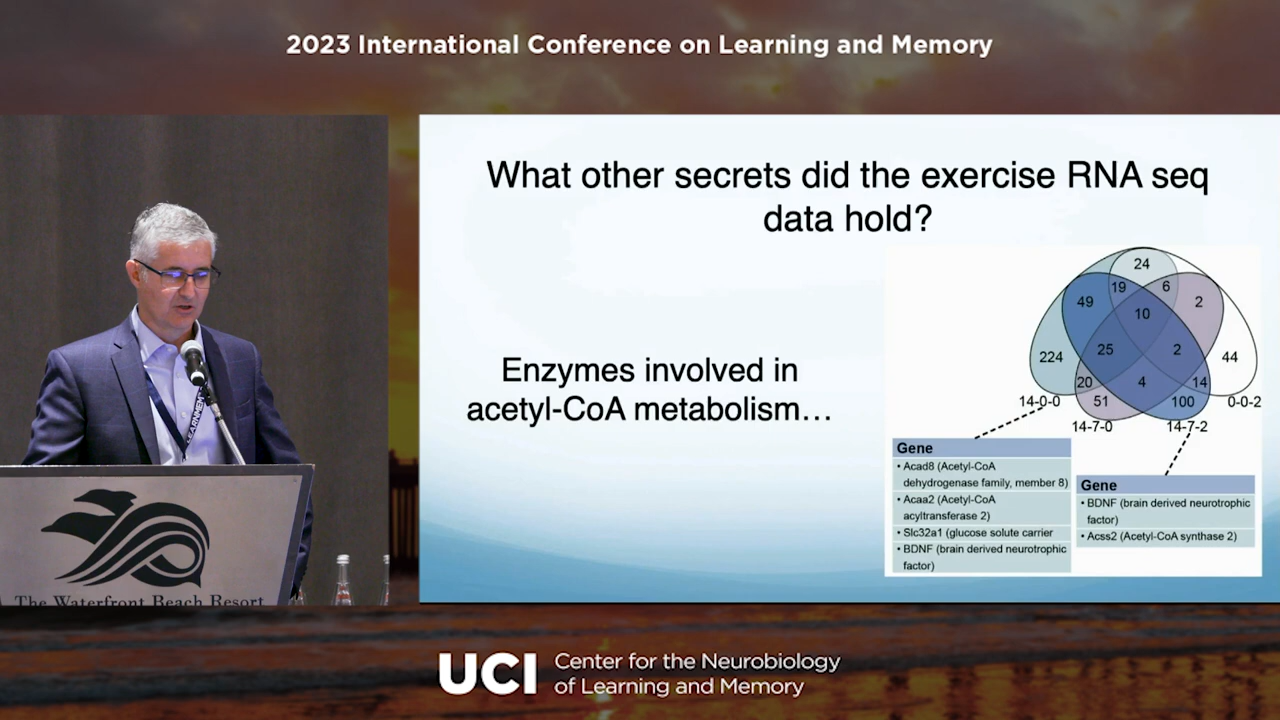 2023 International Conference on Learning and Memory
What other secrets did the exercise RNA seq
data hold?
Enzymes involved in
acetyl-CoA metabolism…
24
19
6
49
2
10
224
25
2
44
20
4
14
51
100
14-0-0
0-0-2
14-7-0
14-7-2
Gene
• Acad8 (Acetyl-CoA
dehydrogenase family, member 8)
• Acaa2 (Acetyl-CoA
acyltransferase 2)
• Slc32a1 (glucose solute carrier
• BDNF (brain derived neurotrophic
factor)
Gene
• BDNF (brain derived neurotrophic
factor)
• Acss2 (Acetyl-CoA synthase 2)
The Waterfront Beach Resort
UCI Center for the Neurobiology
of Learning and Memory